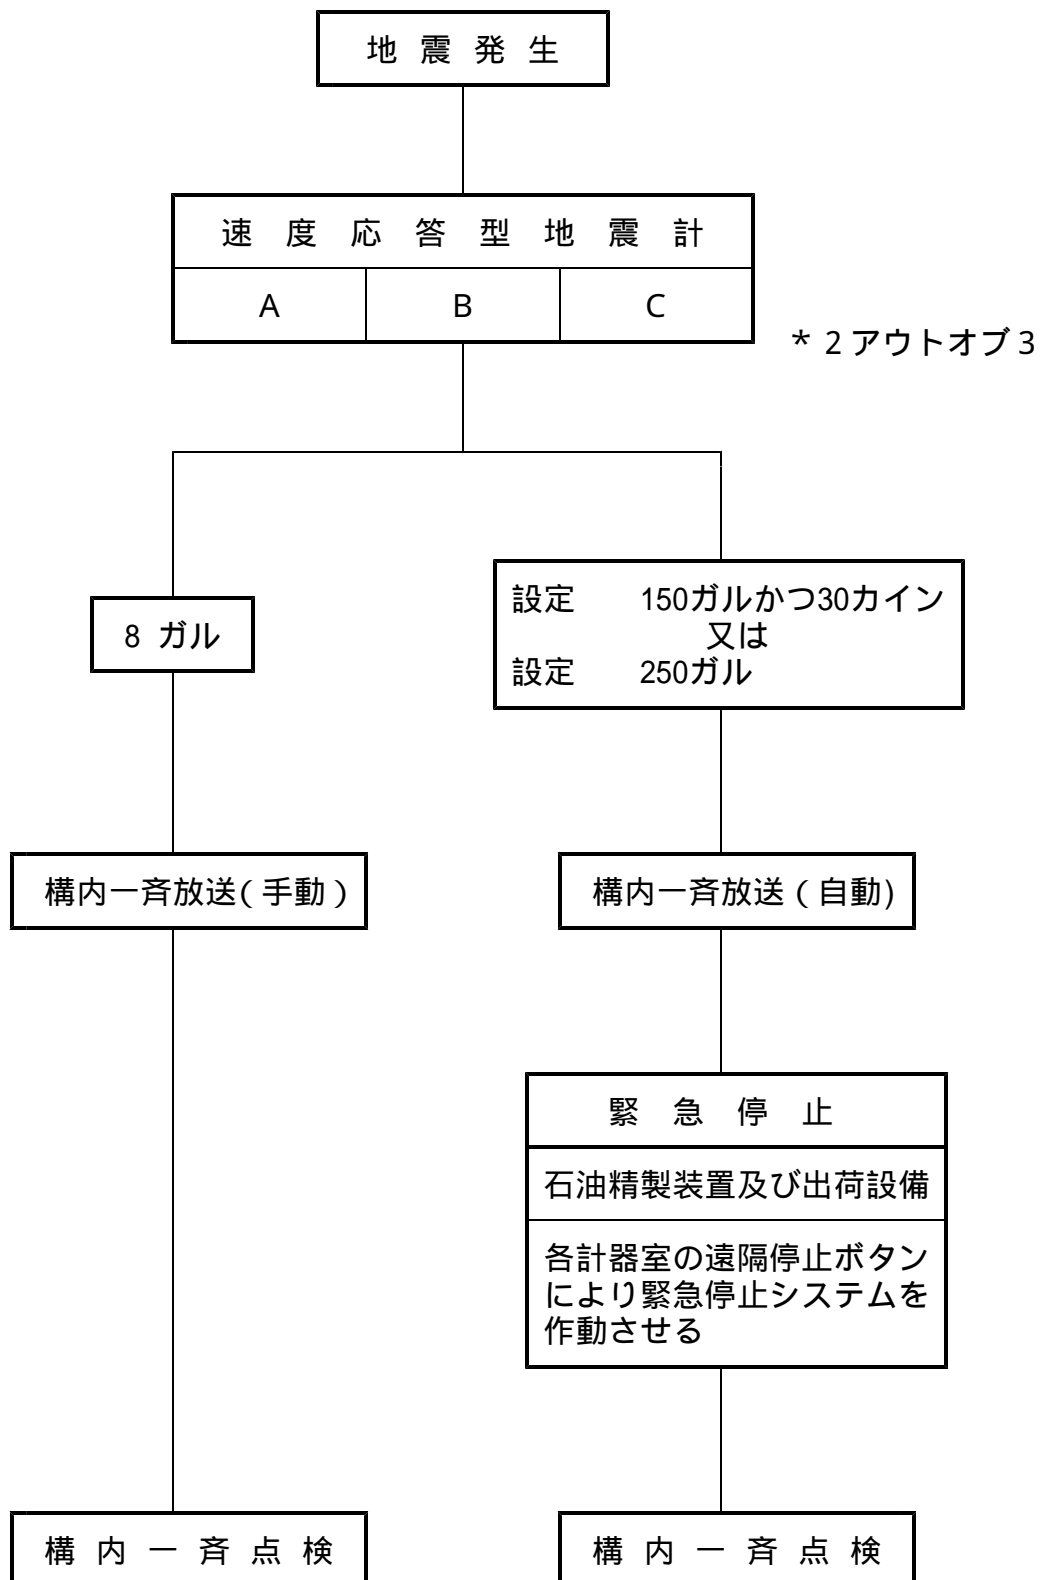 地震発生
速度応答型地震計
A B C
* 2アウトオブ3
8 ガル
設定 150ガルかつ30カイン
又は
設定 250ガル
構内一斉放送(手動)
構内一斉放送(自動)
緊急停止
石油精製装置及び出荷設備
各計器室の遠隔停止ボタン
により緊急停止システムを
作動させる
構内一斉点検
構内一斉点検